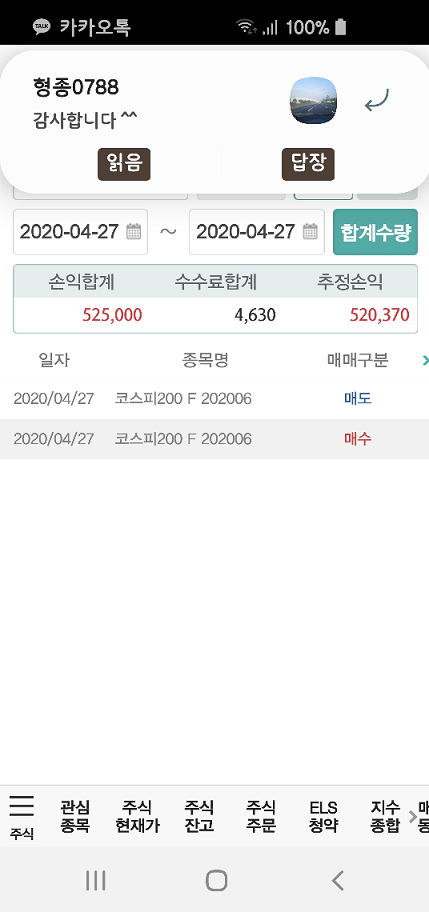 TALK 카카오톡 100%
형종0788
감사합니다 ^^
읽음 답장
2020-04-27 ~ 2020-04-27 합계수량
손익합계 수수료합계 추정손익
525,000 4,630 520,370
일자 종목명 매매구분
2020/04/27 코스피200 F 202006 매도
2020/04/27 코스피200 F 202006 매수
관심 주식 주식 주식 ELS 지수
주식 종목 현재가 잔고 주문 청약 종합